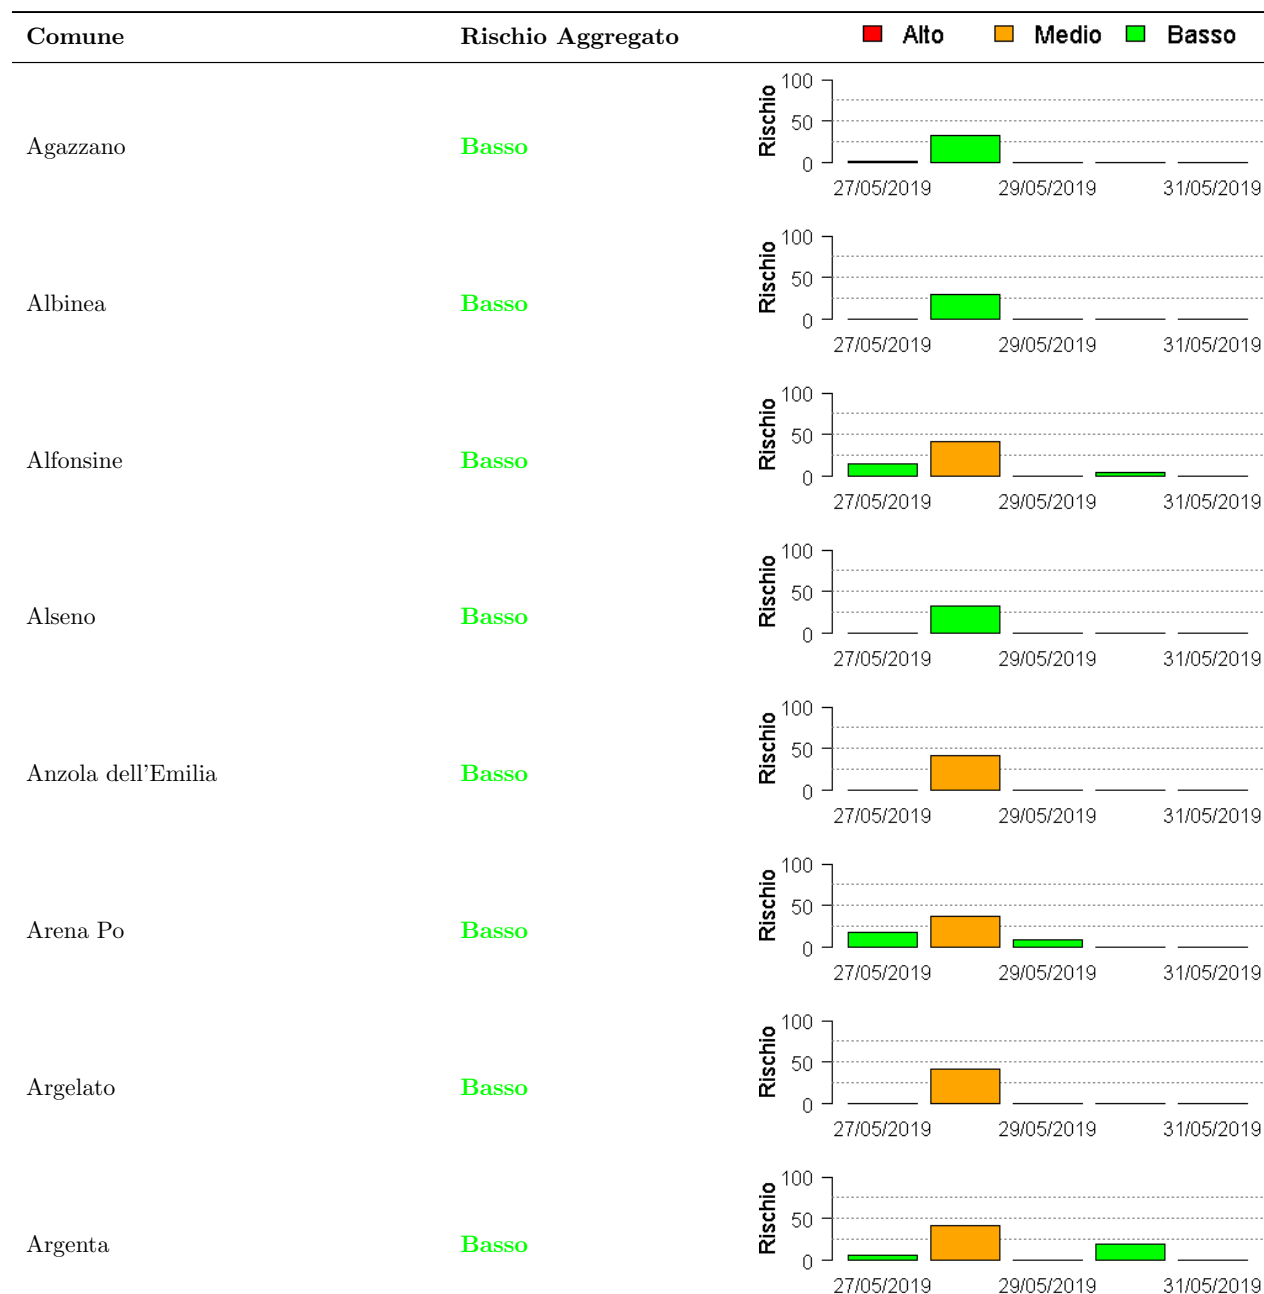 Comune Rischio Aggregato Alto Medio Basso
100
50
0
Rischio
Agazzano Basso
27/05/2019 29/05/2019 31/05/2019
100
50
0
Rischio
Albinea Basso
27/05/2019 29/05/2019 31/05/2019
100
50
0
Rischio
Alfonsine Basso
27/05/2019 29/05/2019 31/05/2019
100
50
0
Rischio
Alseno Basso
27/05/2019 29/05/2019 31/05/2019
100
50
0
Rischio
Anzola dell'Emilia Basso
27/05/2019 29/05/2019 31/05/2019
100
50
0
Rischio
Arena Po Basso
27/05/2019 29/05/2019 31/05/2019
100
50
0
Rischio
Argelato Basso
27/05/2019 29/05/2019 31/05/2019
100
50
0
Rischio
Argenta Basso
27/05/2019 29/05/2019 31/05/2019